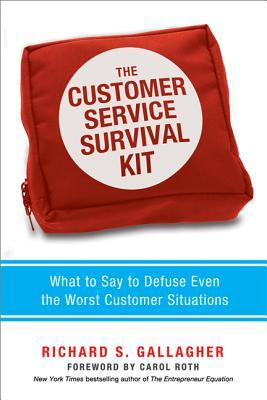 THE
CUSTOMER
SERVICE
SURVIVAL
KIT
What to Say to Defuse Even
the Worst Customer Situations
RICHARD S. GALLAGHER
FOREWORD BY CAROL ROTH
New York Times bestselling author of The Entrepreneur Equation